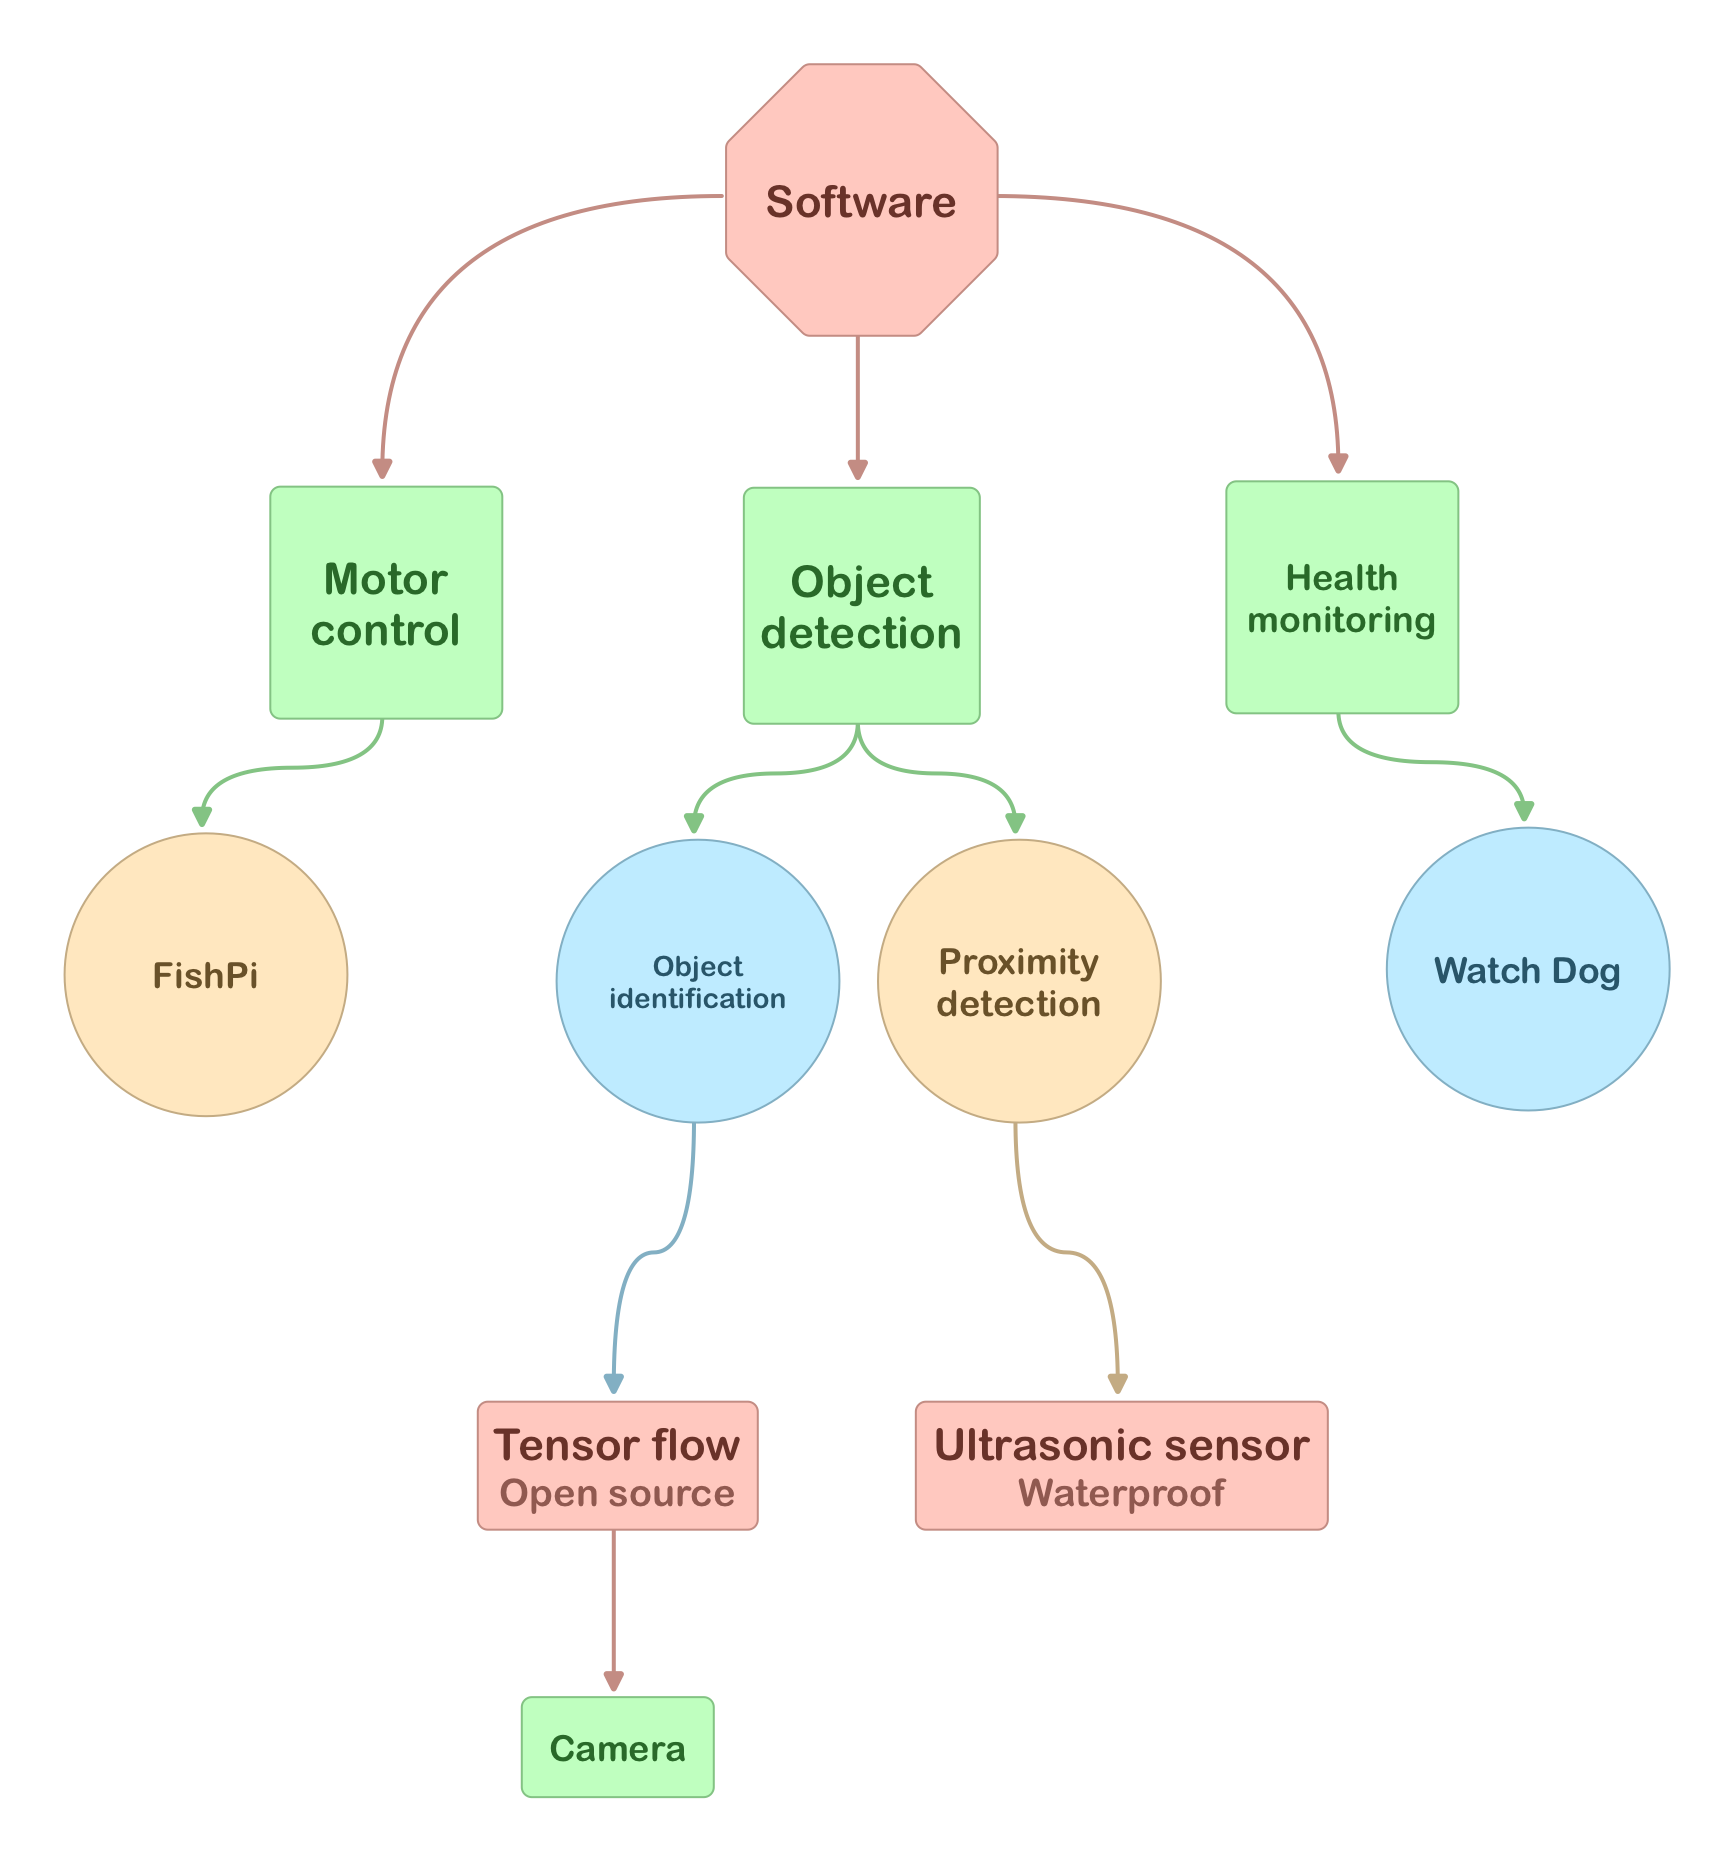 Software
Motor
control
Object
detection
Health
monitoring
FishPi
Object
identification
Proximity
detection
Watch Dog
Tensor flow
Open source
Ultrasonic sensor
Waterproof
Camera